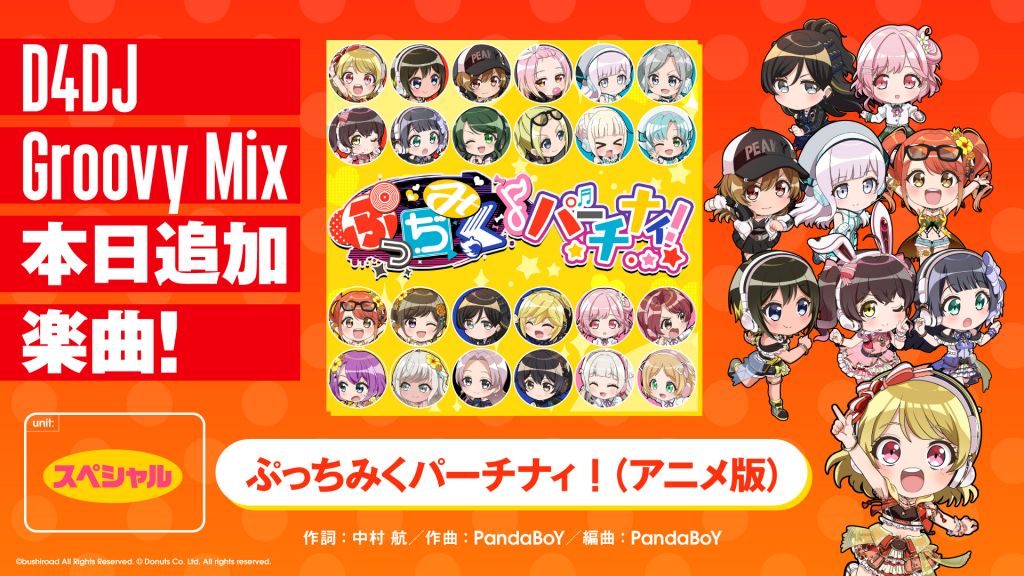 D4DJ
Groovy Mix
本日追加
楽曲!
PEAK
ぷっちみく♪パーチナィ!
PEAK
unit:
スペシャル
ぷっちみくパーチナィ！（アニメ版）
作詞：中村 航／作曲：PandaBoY／編曲：PandaBoY
©bushiroad All Rights Reserved. © Donuts Co. Ltd. All rights reserved.